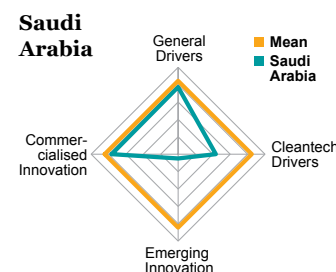 Saudi
Arabia
General
Drivers
Mean
Saudi
Arabia
Commer-
cialised
Innovation
Cleantech
Drivers
Emerging
Innovation